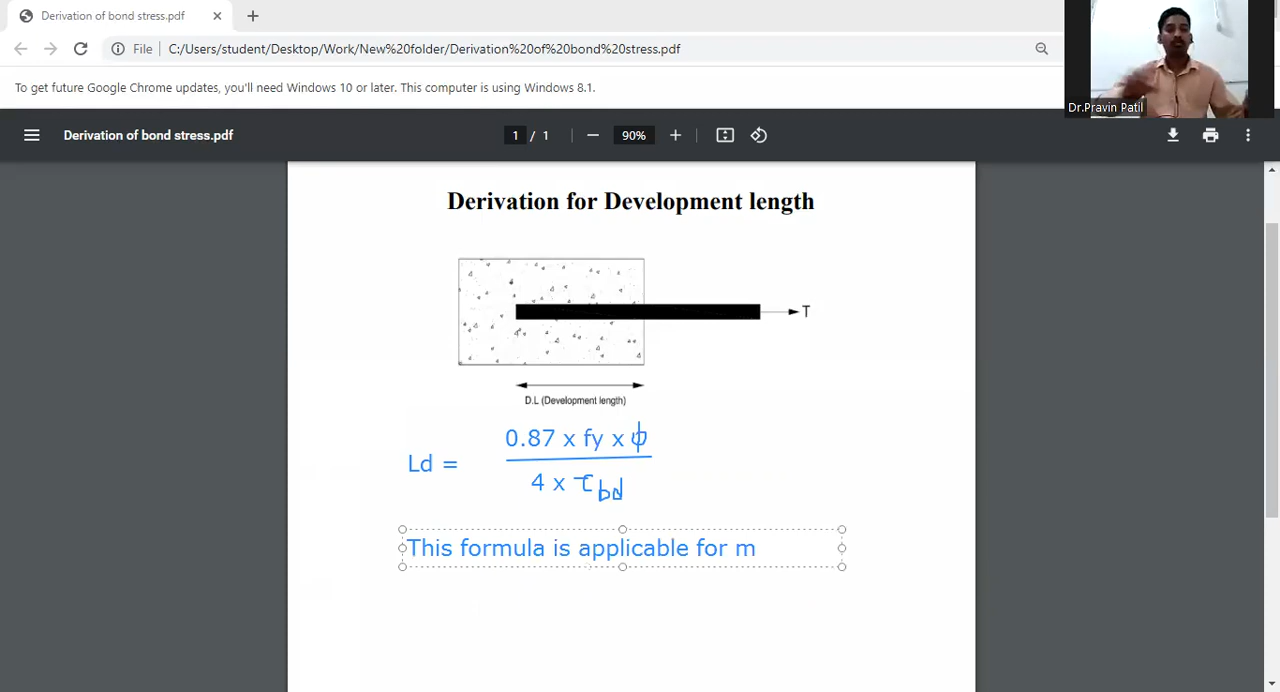 Derivation of bond stress.pdf
File C:/Users/student/Desktop/Work/New%20folder/Derivation%20of%20bond%20stress.pdf
To get future Google Chrome updates, you'll need Windows 10 or later. This computer is using Windows 8.1.
Dr.Pravin Patil
Derivation of bond stress.pdf 1 / 1 90%
Derivation for Development length
T
D.L (Development length)
0.87 x fy x ϕ
Ld =
4 x τbd
This formula is applicable for m